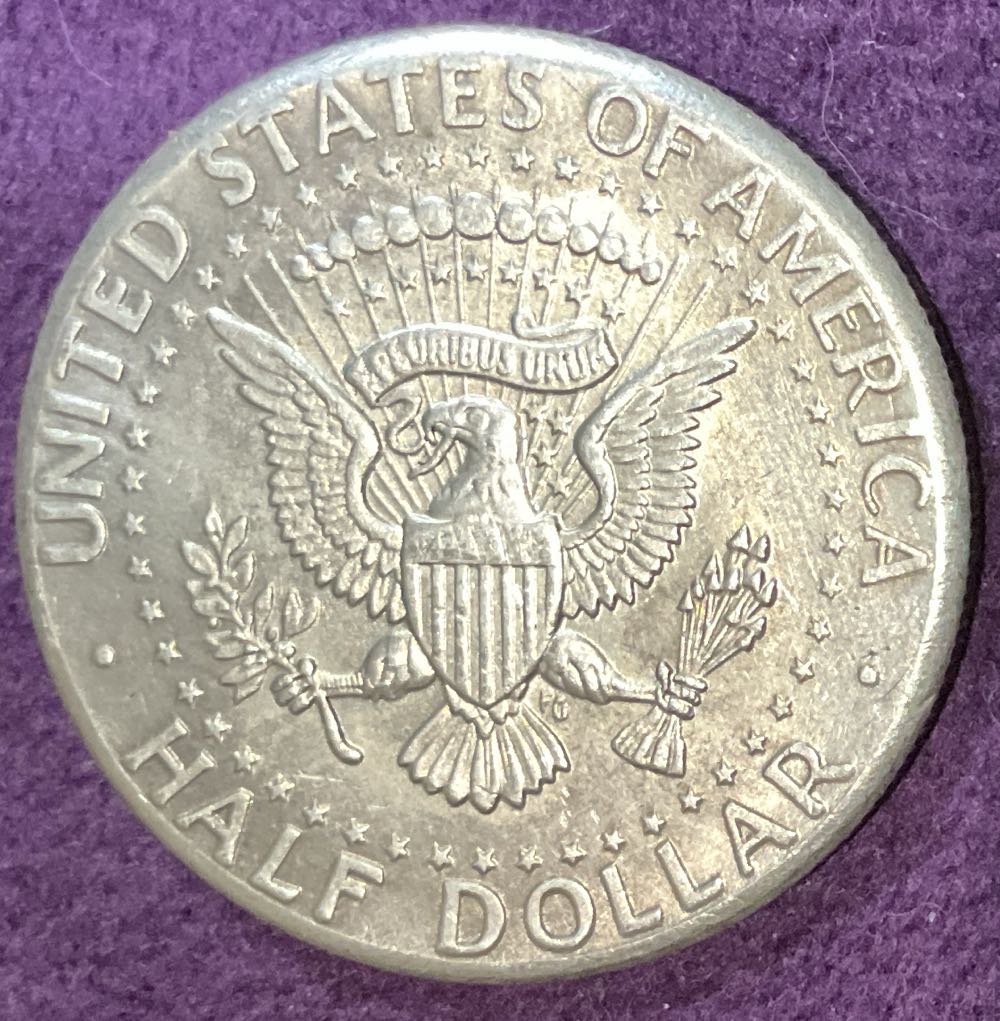 UNITED STATES OF AMERICA
E PLURIBUS UNUM
HALF DOLLAR